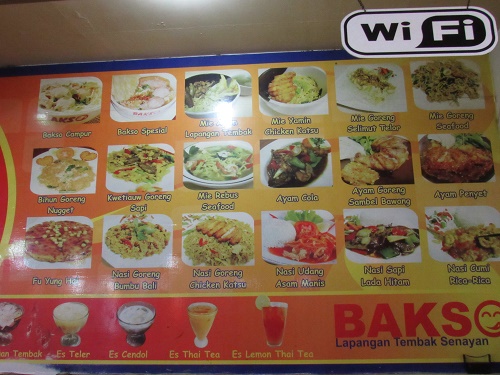 WiFi
Bakso Campur
Bakso Spesial
Mie
Lapangan Tembak
Mie Yamin
Chicken Katsu
Mie Goreng
Selimut Telor
Mie Goreng
Seafood
Bihun Goreng
Nugget
Kwetiauw Goreng
Sapi
Mie Rebus
Seafood
Ayam Cola
Ayam Goreng
Sambel Bawang
Ayam Penyet
Fu Yung Hai
Nasi Goreng
Bumbu Bali
Nasi Goreng
Chicken Katsu
Nasi Udang
Asam Manis
Nasi Sapi
Lada Hitam
Nasi Cumi
Rica-Rica
Tembak
Es Teler
Es Cendol
Es Thai Tea
Es Lemon Thai Tea
BAKSO
Lapangan Tembak Senayan